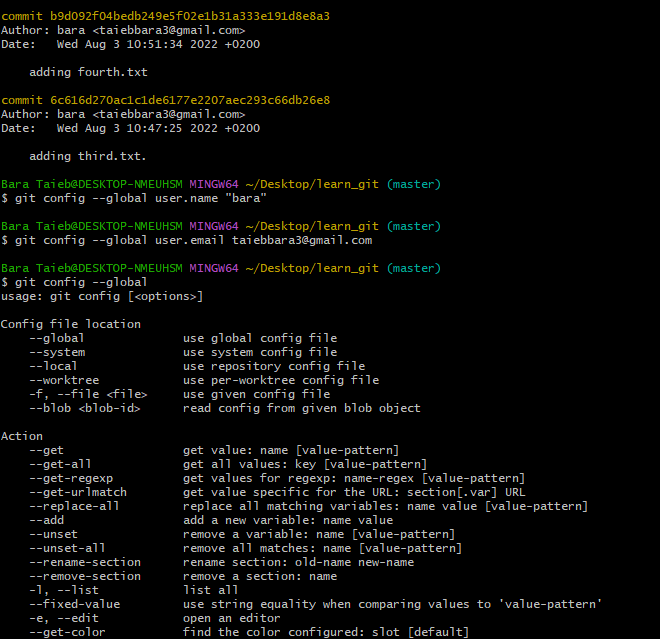 commit b9d092f04bedb249e5f02e1b31a333e191d8e8a3
Author: bara <taiebbara3@gmail.com>
Date:   Wed Aug 3 10:51:34 2022 +0200
    adding fourth.txt
commit 6c616d270ac1c1de6177e2207aec293c66db26e8
Author: bara <taiebbara3@gmail.com>
Date:   Wed Aug 3 10:47:25 2022 +0200
    adding third.txt.
Bara Taieb@DESKTOP-NMEUHSM MINGW64 ~/Desktop/learn_git (master)
$ git config --global user.name "bara"
Bara Taieb@DESKTOP-NMEUHSM MINGW64 ~/Desktop/learn_git (master)
$ git config --global user.email taiebbara3@gmail.com
Bara Taieb@DESKTOP-NMEUHSM MINGW64 ~/Desktop/learn_git (master)
$ git config --global
usage: git config [<options>]
Config file location
    --global              use global config file
    --system              use system config file
    --local               use repository config file
    --worktree            use per-worktree config file
    -f, --file <file>     use given config file
    --blob <blob-id>      read config from given blob object
Action
    --get                 get value: name [value-pattern]
    --get-all             get all values: key [value-pattern]
    --get-regexp          get values for regexp: name-regex [value-pattern]
    --get-urlmatch        get value specific for the URL: section[.var] URL
    --replace-all         replace all matching variables: name value [value-pattern]
    --add                 add a new variable: name value
    --unset               remove a variable: name [value-pattern]
    --unset-all           remove all matches: name [value-pattern]
    --rename-section      rename section: old-name new-name
    --remove-section      remove a section: name
    -l, --list            list all
    --fixed-value         use string equality when comparing values to 'value-pattern'
    -e, --edit            open an editor
    --get-color           find the color configured: slot [default]